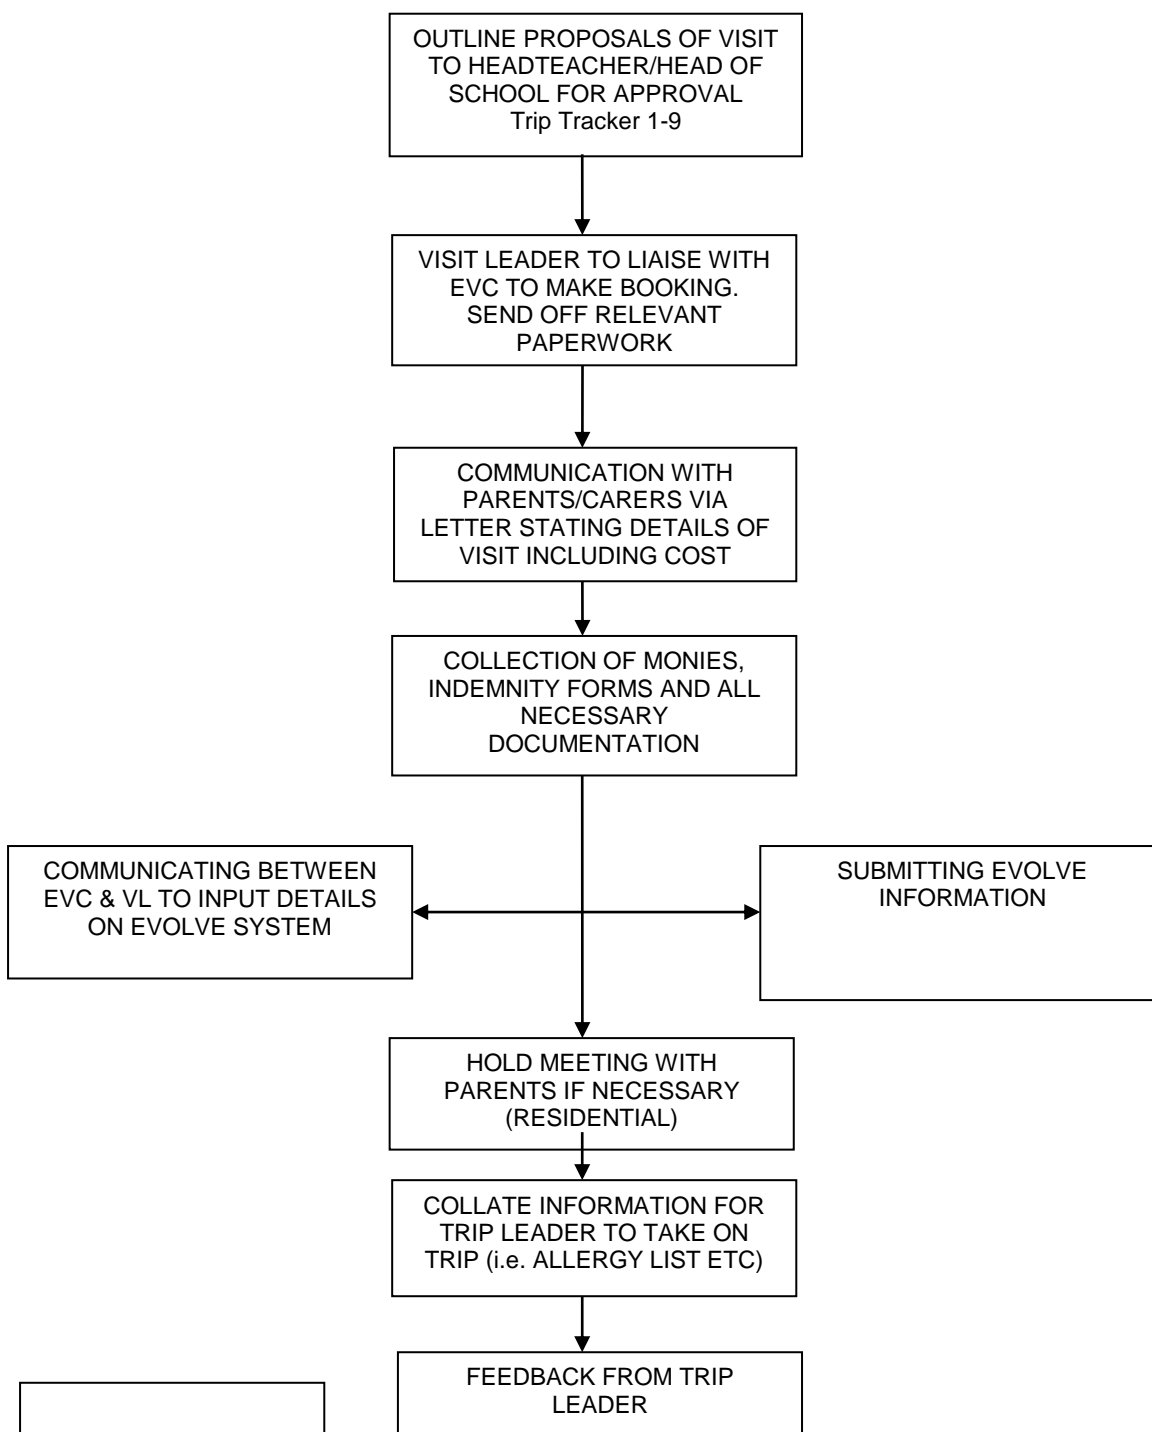 OUTLINE PROPOSALS OF VISIT
TO HEADTEACHER/HEAD OF
SCHOOL FOR APPROVAL
Trip Tracker 1-9
VISIT LEADER TO LIAISE WITH
EVC TO MAKE BOOKING.
SEND OFF RELEVANT
PAPERWORK
COMMUNICATION WITH
PARENTS/CARERS VIA
LETTER STATING DETAILS OF
VISIT INCLUDING COST
COLLECTION OF MONIES,
INDEMNITY FORMS AND ALL
NECESSARY
DOCUMENTATION
COMMUNICATING BETWEEN
EVC & VL TO INPUT DETAILS
ON EVOLVE SYSTEM
SUBMITTING EVOLVE
INFORMATION
HOLD MEETING WITH
PARENTS IF NECESSARY
(RESIDENTIAL)
COLLATE INFORMATION FOR
TRIP LEADER TO TAKE ON
TRIP (i.e. ALLERGY LIST ETC)
FEEDBACK FROM TRIP
LEADER